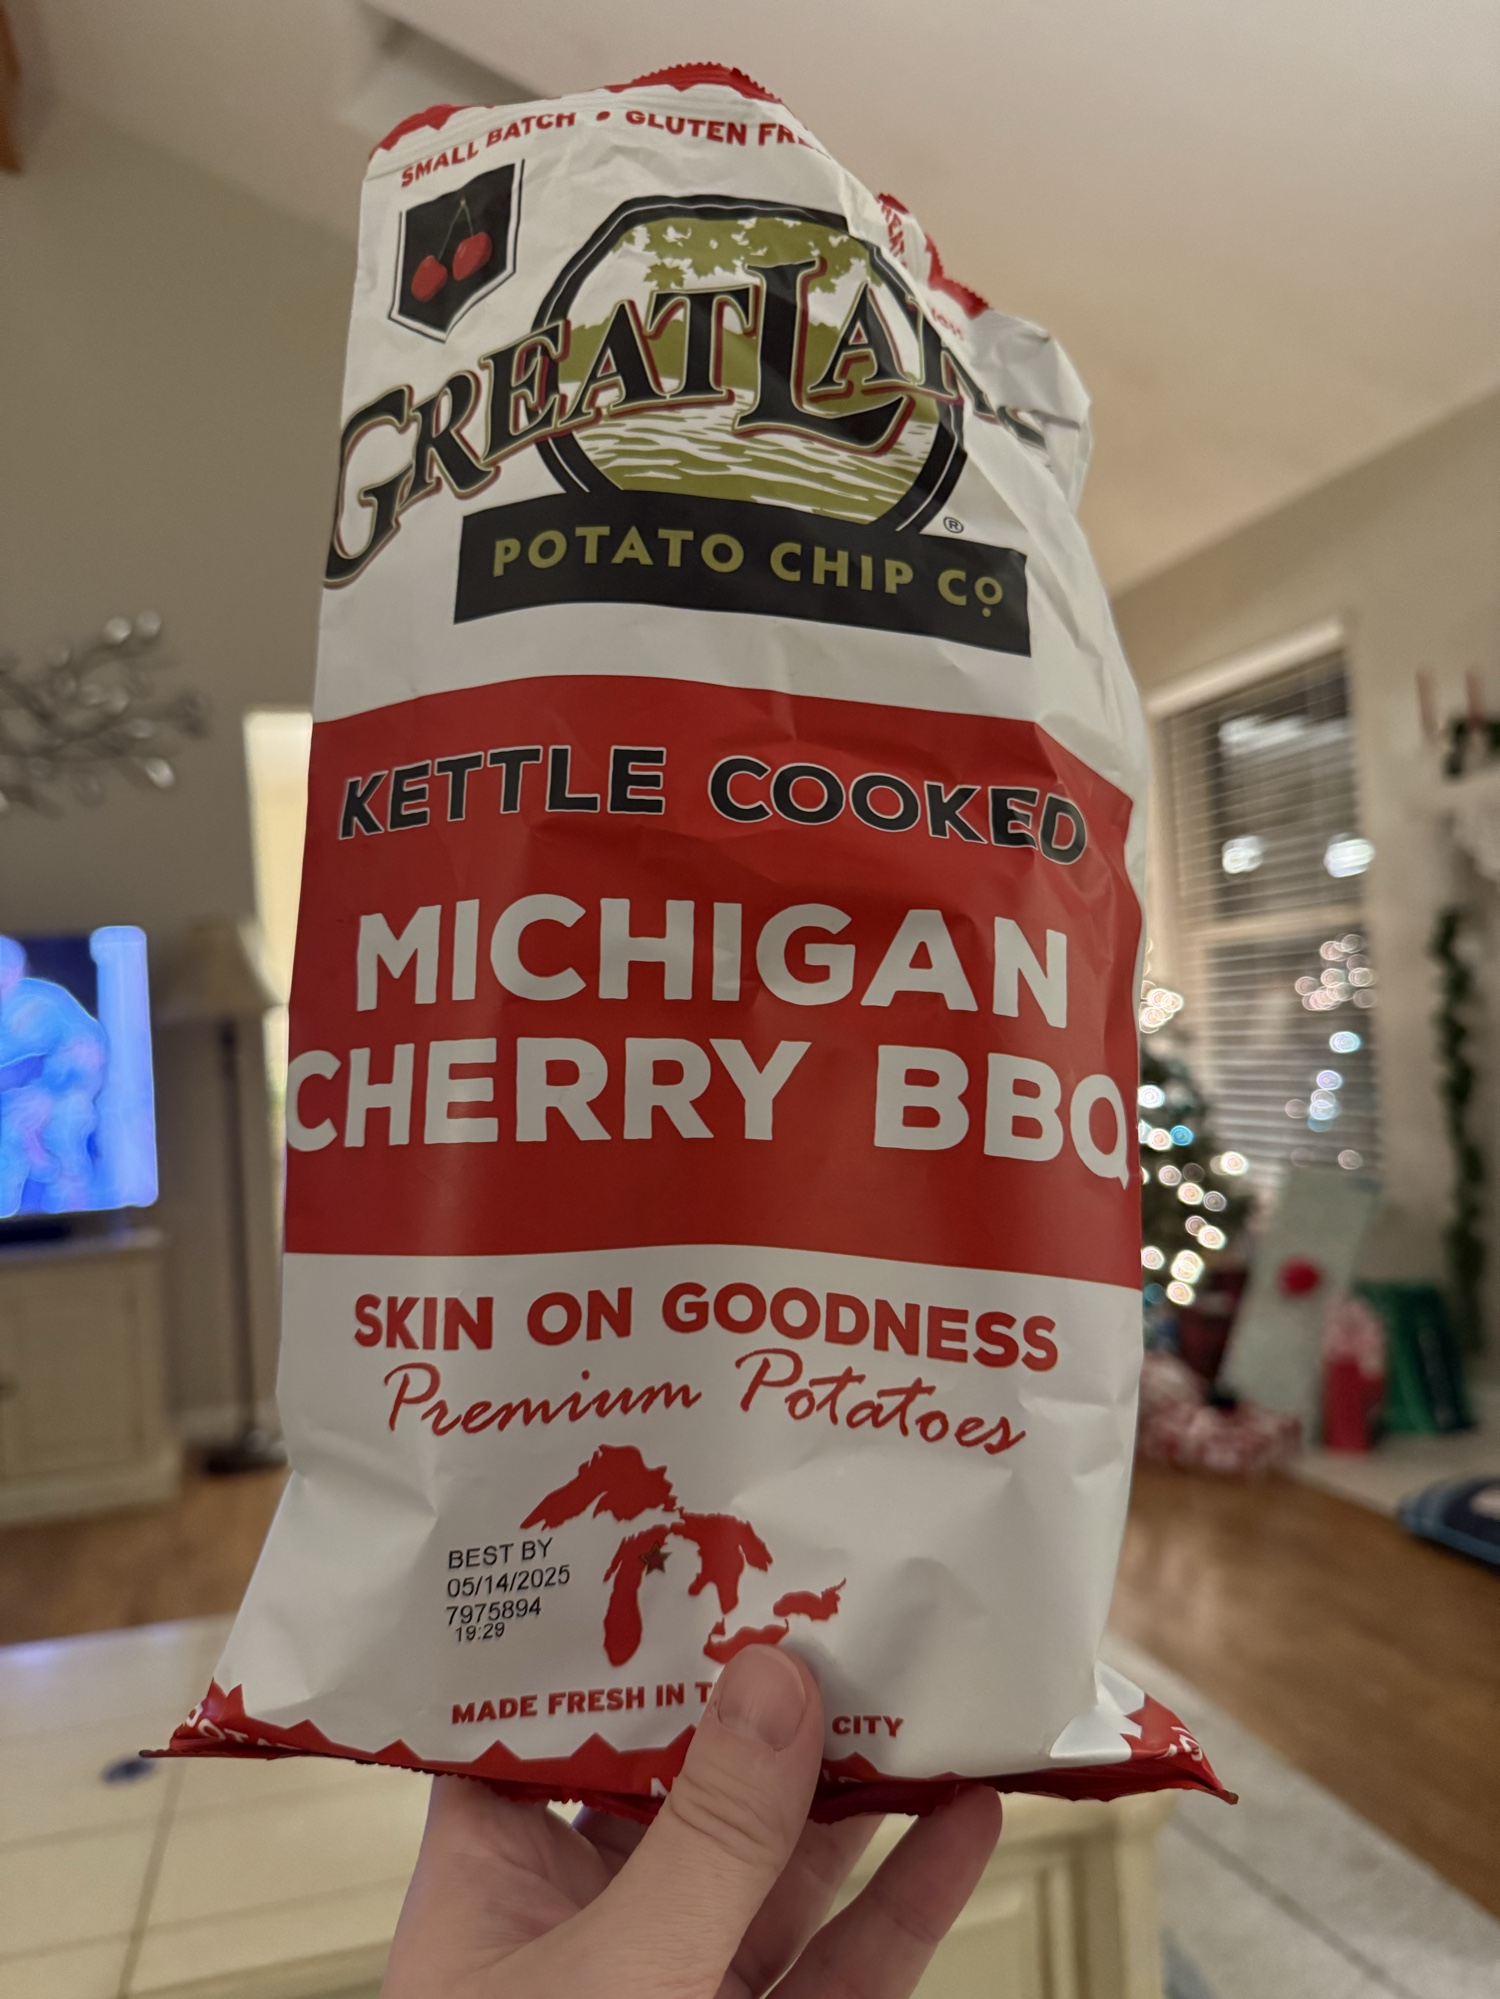 SMALL BATCH • GLUTEN
GREAT
POTATO CHIP Co
®
KETTLE COOKED
MICHIGAN
CHERRY BBQ
SKIN ON GOODNESS
Premium Potatoes
BEST BY
05/14/2025
7975894
19:29
MADE FRESH IN
CITY